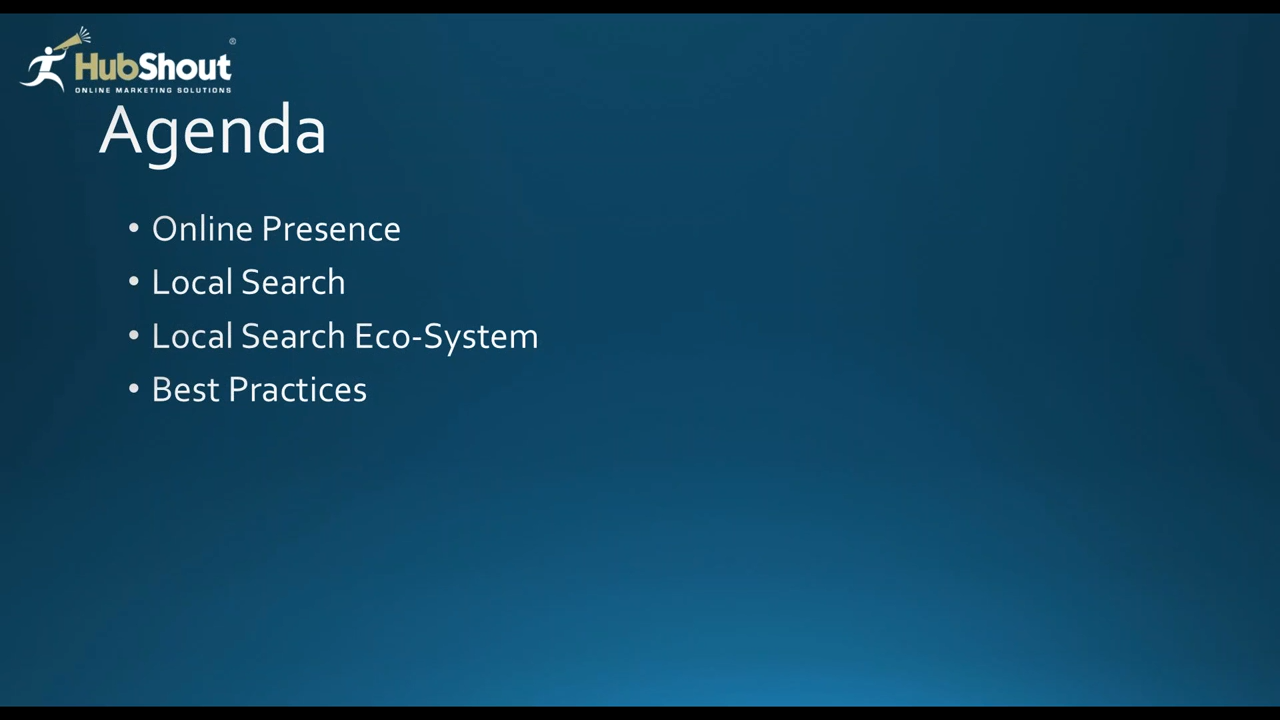 HubShout®
ONLINE MARKETING SOLUTIONS
Agenda
• Online Presence
• Local Search
• Local Search Eco-System
• Best Practices